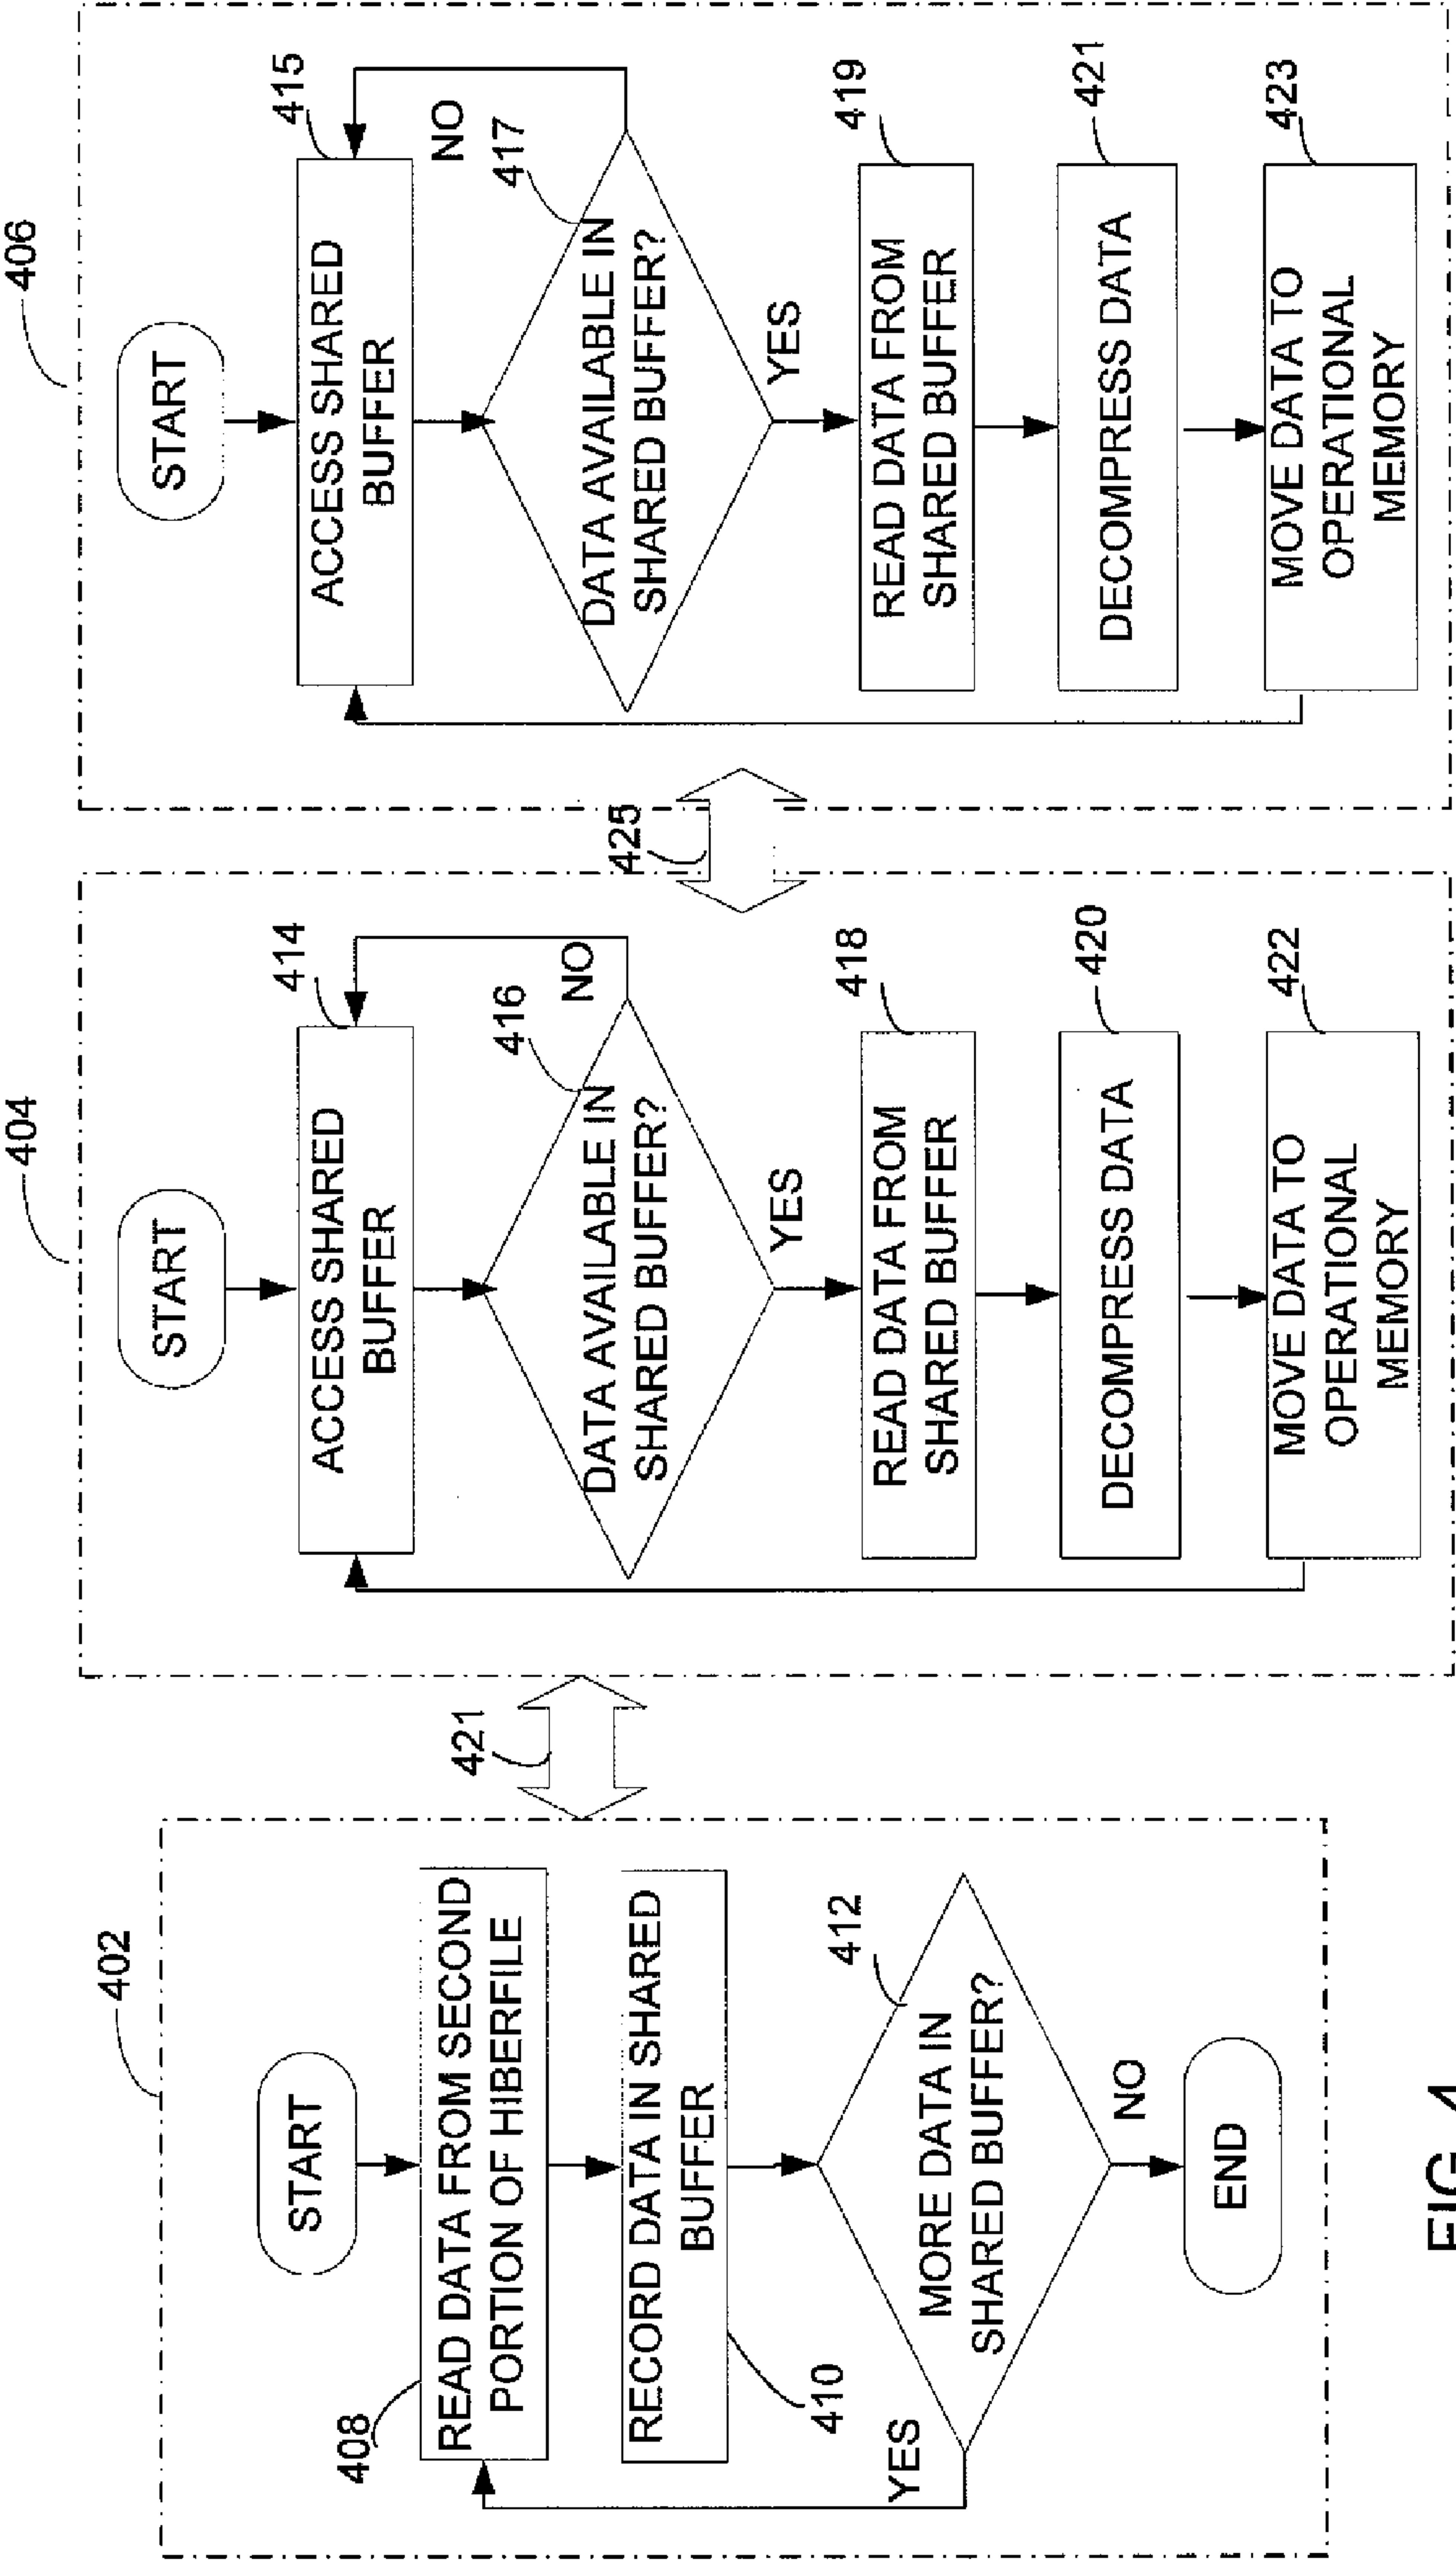 402
START
READ DATA FROM SECOND
PORTION OF HIBERFILE
408
RECORD DATA IN SHARED
BUFFER
410
MORE DATA IN
SHARED BUFFER?
412
YES
NO
END
421
404
START
ACCESS SHARED
BUFFER
414
DATA AVAILABLE IN
SHARED BUFFER?
416
NO
YES
READ DATA FROM
SHARED BUFFER
418
DECOMPRESS DATA
420
MOVE DATA TO
OPERATIONAL
MEMORY
422
425
406
START
ACCESS SHARED
BUFFER
415
NO
DATA AVAILABLE IN
SHARED BUFFER?
417
YES
READ DATA FROM
SHARED BUFFER
419
DECOMPRESS DATA
421
MOVE DATA TO
OPERATIONAL
MEMORY
423
FIG. 4